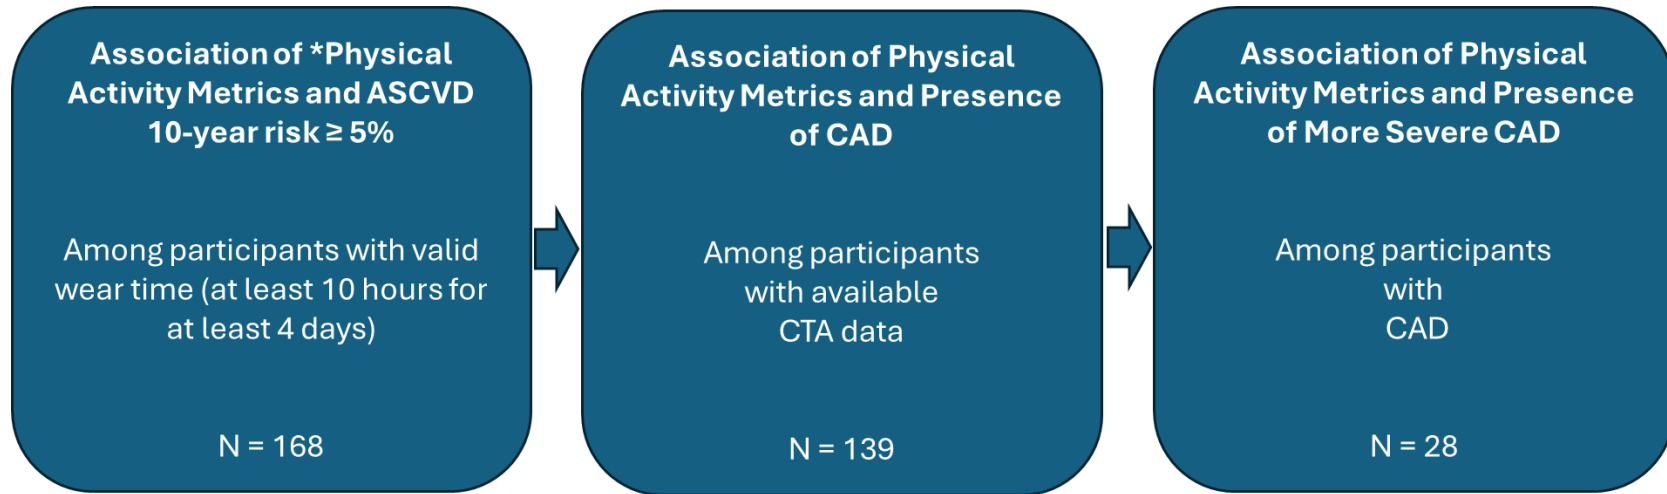 Association of *Physical
Activity Metrics and ASCVD
10-year risk ≥ 5%
Among participants with valid
wear time (at least 10 hours for
at least 4 days)
N = 168
Association of Physical
Activity Metrics and Presence
of CAD
Among participants
with available
CTA data
N = 139
Association of Physical
Activity Metrics and Presence
of More Severe CAD
Among participants
with
CAD
N = 28